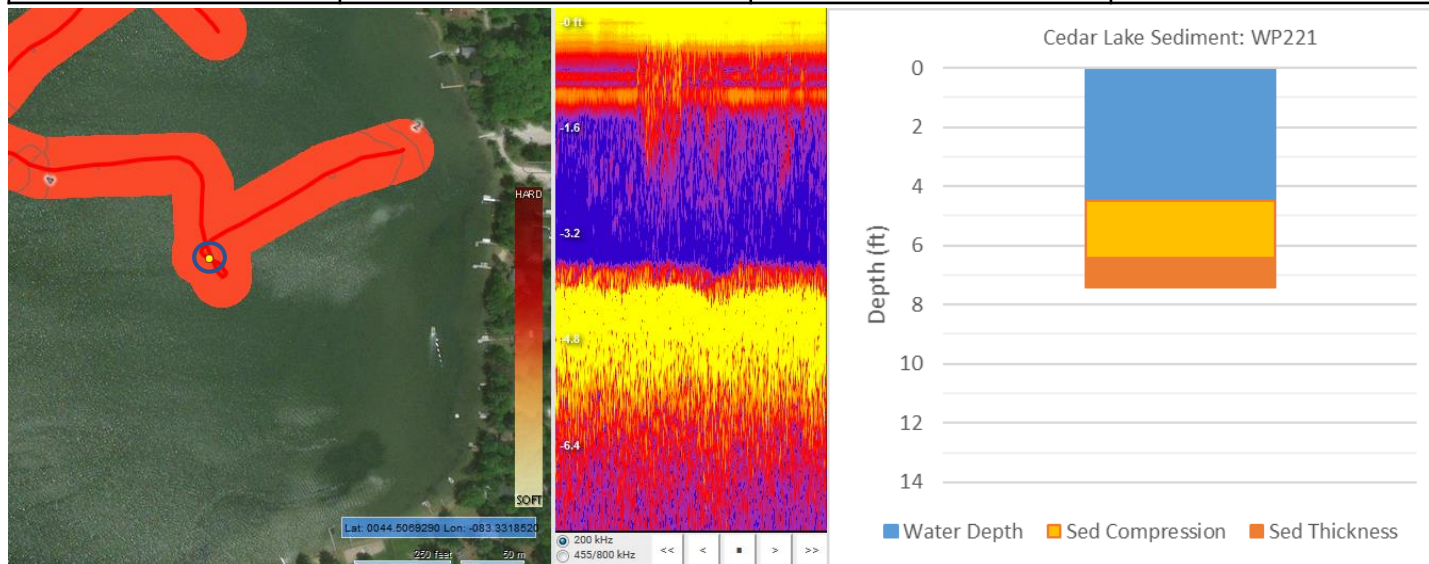 HARD
SOFT
Lat: 0044.5069290 Lon: -083.3318520
250 feet
50 m
-0 ft
-1.6
-3.2
-4.8
-6.4
200 kHz
455/800 kHz
<<
<
■
>
>>
Cedar Lake Sediment: WP221
Depth (ft)
0
2
4
6
8
10
12
14
Water Depth Sed Compression Sed Thickness